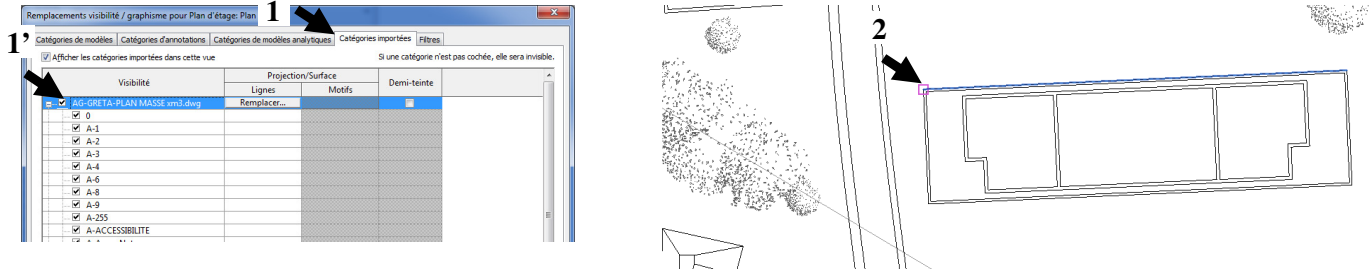 Remplacements visibilité / graphisme pour Plan d'étage: Plan
1
1’
Catégories de modèles Catégories d'annotations Catégories de modèles analytiques Catégories importées Filtres
Afficher les catégories importées dans cette vue
Si une catégorie n'est pas cochée, elle sera invisible.
Visibilité
Projection/Surface
Demi-teinte
Lignes
Motifs
AG-GRETA-PLAN MASSE xm3.dwg
Remplacer...
0
A-1
A-2
A-3
A-4
A-6
A-8
A-9
A-255
A-ACCESSIBILITE
2